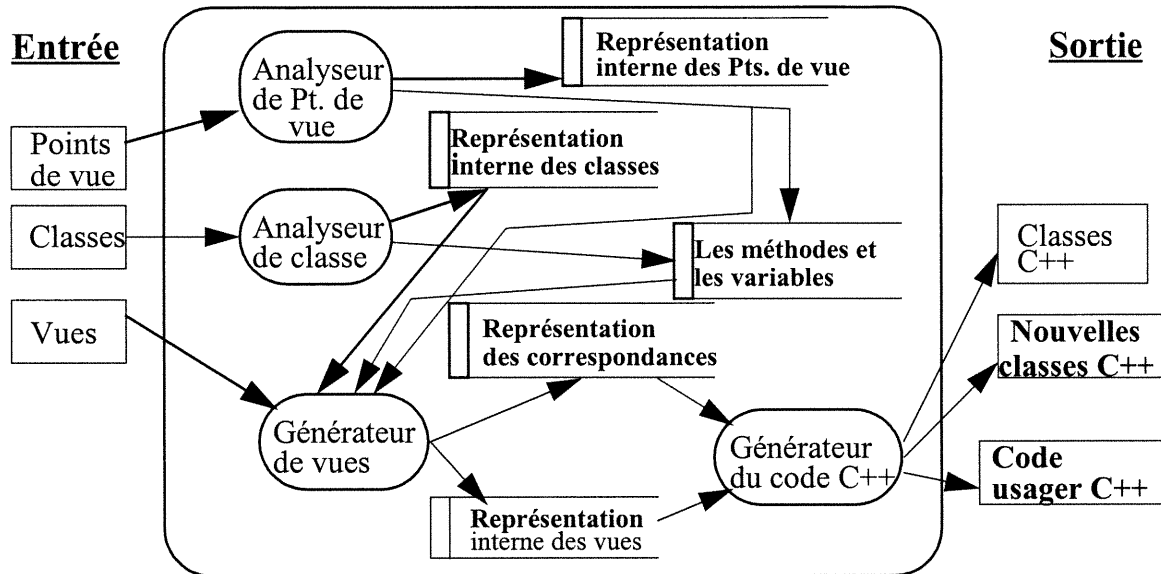 Entrée
Sortie
Analyseur
de Pt. de
vue
Représentation
interne des Pts. de vue
Points
de vue
Représentation
interne des classes
Classes
Analyseur
de classe
Les méthodes et
les variables
Classes
C++
Vues
Représentation
des correspondances
Nouvelles
classes C++
Générateur
de vues
Générateur
du code C++
Code
usager C++
Représentation
interne des vues